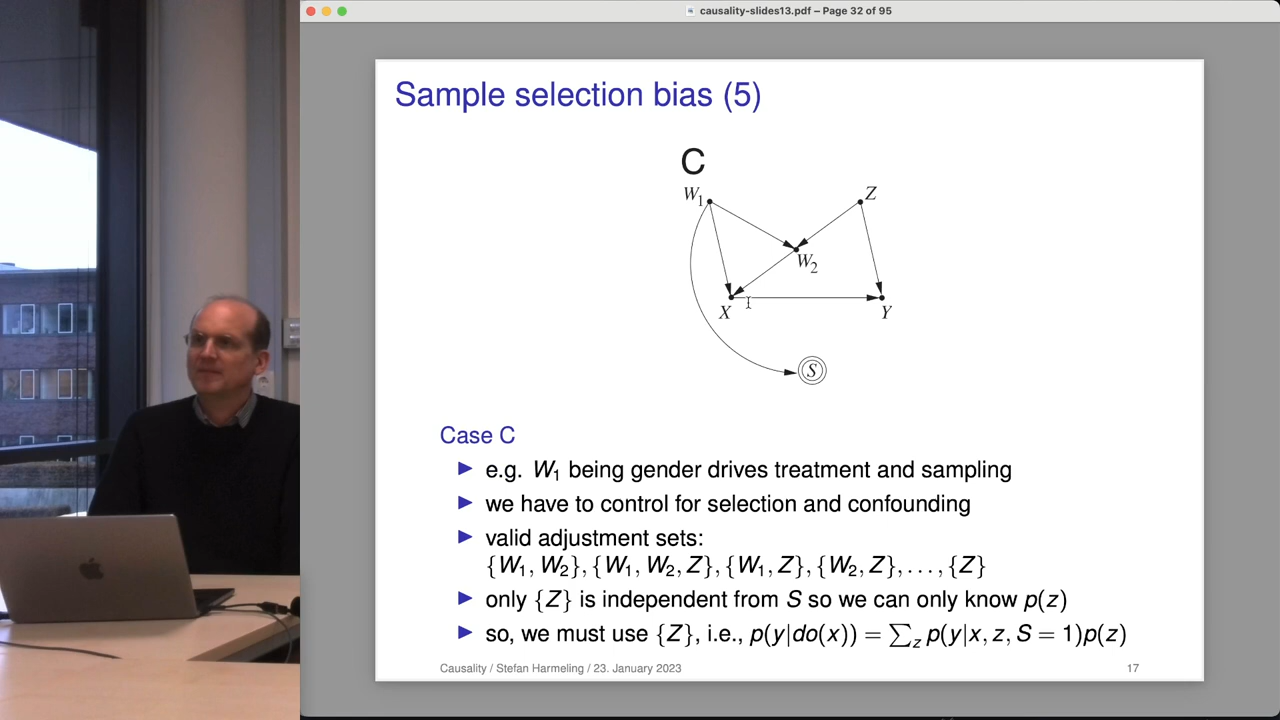 causality-slides13.pdf – Page 32 of 95
Sample selection bias (5)
C
W₁
Z
W₂
X
Y
S
Case C
▶ e.g. W₁ being gender drives treatment and sampling
▶ we have to control for selection and confounding
▶ valid adjustment sets:
{W₁, W₂}, {W₁, W₂, Z}, {W₁, Z}, {W₂, Z}, . . . , {Z}
▶ only {Z} is independent from S so we can only know p(z)
▶ so, we must use {Z}, i.e., p(y|do(x)) = ∑_z p(y|x, z, S = 1)p(z)
Causality / Stefan Harmeling / 23. January 2023
17